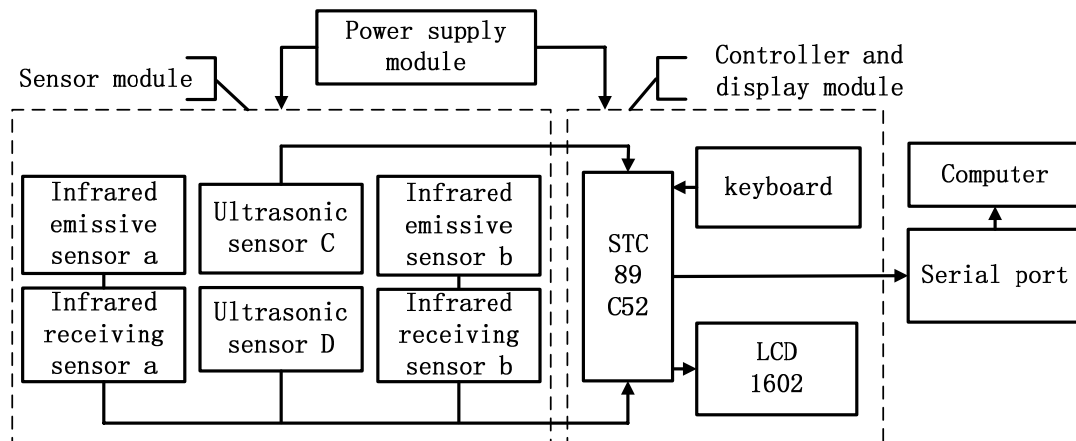 Power supply
module
Sensor module
Controller and
display module
Infrared
emissive
sensor a
Ultrasonic
sensor C
Infrared
emissive
sensor b
STC
89
C52
keyboard
Computer
Infrared
receiving
sensor a
Ultrasonic
sensor D
Infrared
receiving
sensor b
Serial port
LCD
1602